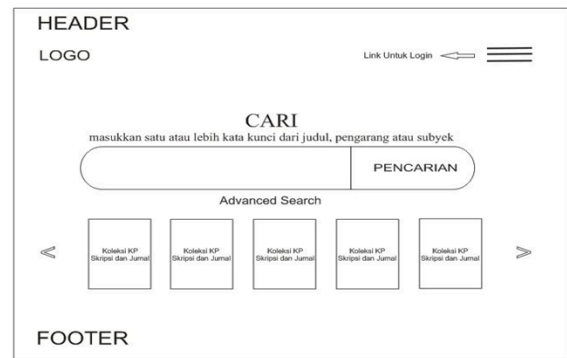 HEADER
LOGO
Link Untuk Login
CARI
masukkan satu atau lebih kata kunci dari judul, pengarang atau subyek
PENCARIAN
Advanced Search
<
Koleksi KP
Skripsi dan Jurnal
Koleksi KP
Skripsi dan Jurnal
Koleksi KP
Skripsi dan Jurnal
Koleksi KP
Skripsi dan Jurnal
Koleksi KP
Skripsi dan Jurnal
>
FOOTER